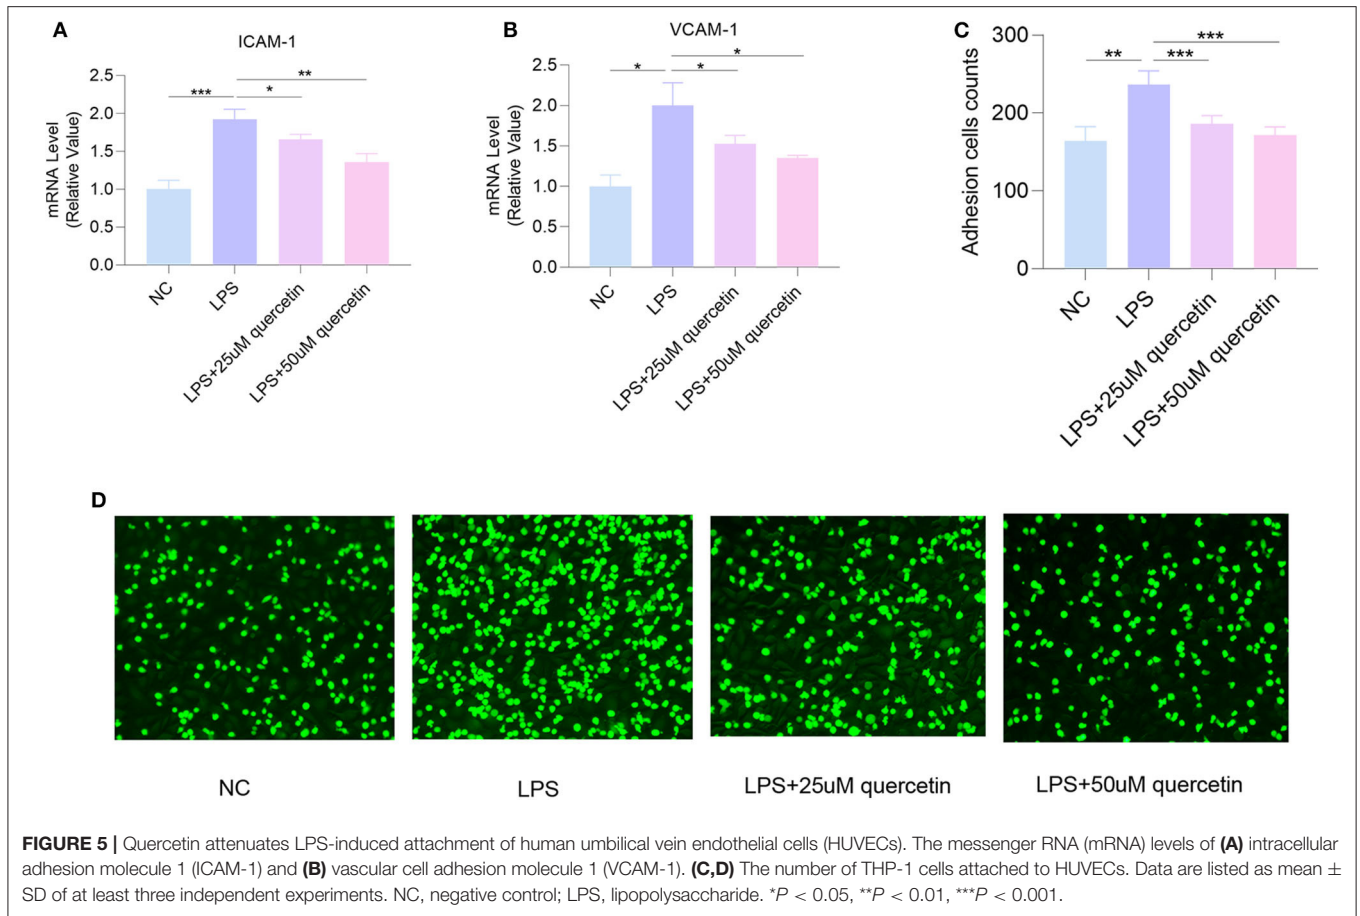 A
ICAM-1
mRNA Level
(Relative Value)
2.5
2.0
1.5
1.0
0.5
0.0
***
*
**
NC
LPS
LPS+25uM quercetin
LPS+50uM quercetin
B
VCAM-1
mRNA Level
(Relative Value)
2.5
2.0
1.5
1.0
0.5
0.0
*
*
*
NC
LPS
LPS+25uM quercetin
LPS+50uM quercetin
C
Adhesion cells counts
300
200
100
0
**
***
***
NC
LPS
LPS+25uM quercetin
LPS+50uM quercetin
D
NC
LPS
LPS+25uM quercetin
LPS+50uM quercetin
FIGURE 5 | Quercetin attenuates LPS-induced attachment of human umbilical vein endothelial cells (HUVECs). The messenger RNA (mRNA) levels of (A) intracellular
adhesion molecule 1 (ICAM-1) and (B) vascular cell adhesion molecule 1 (VCAM-1). (C,D) The number of THP-1 cells attached to HUVECs. Data are listed as mean ±
SD of at least three independent experiments. NC, negative control; LPS, lipopolysaccharide. *P < 0.05, **P < 0.01, ***P < 0.001.